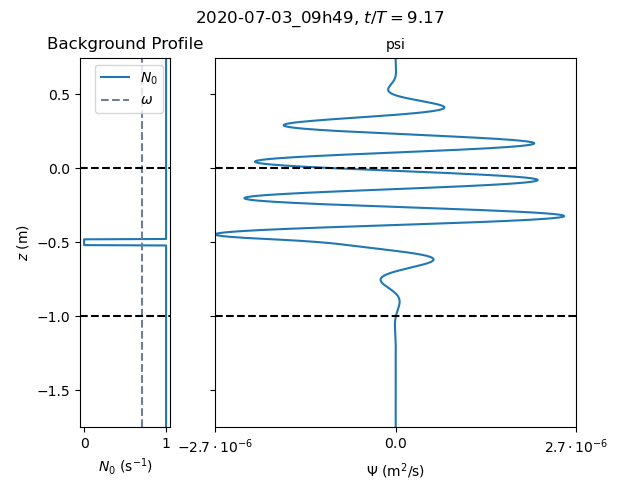 2020-07-03_09h49, t/T = 9.17
Background Profile
psi
N₀
ω
0.5
0.0
−0.5
−1.0
−1.5
z (m)
0
1
N₀ (s⁻¹)
−2.7 · 10⁻⁶
0.0
2.7 · 10⁻⁶
Ψ (m²/s)